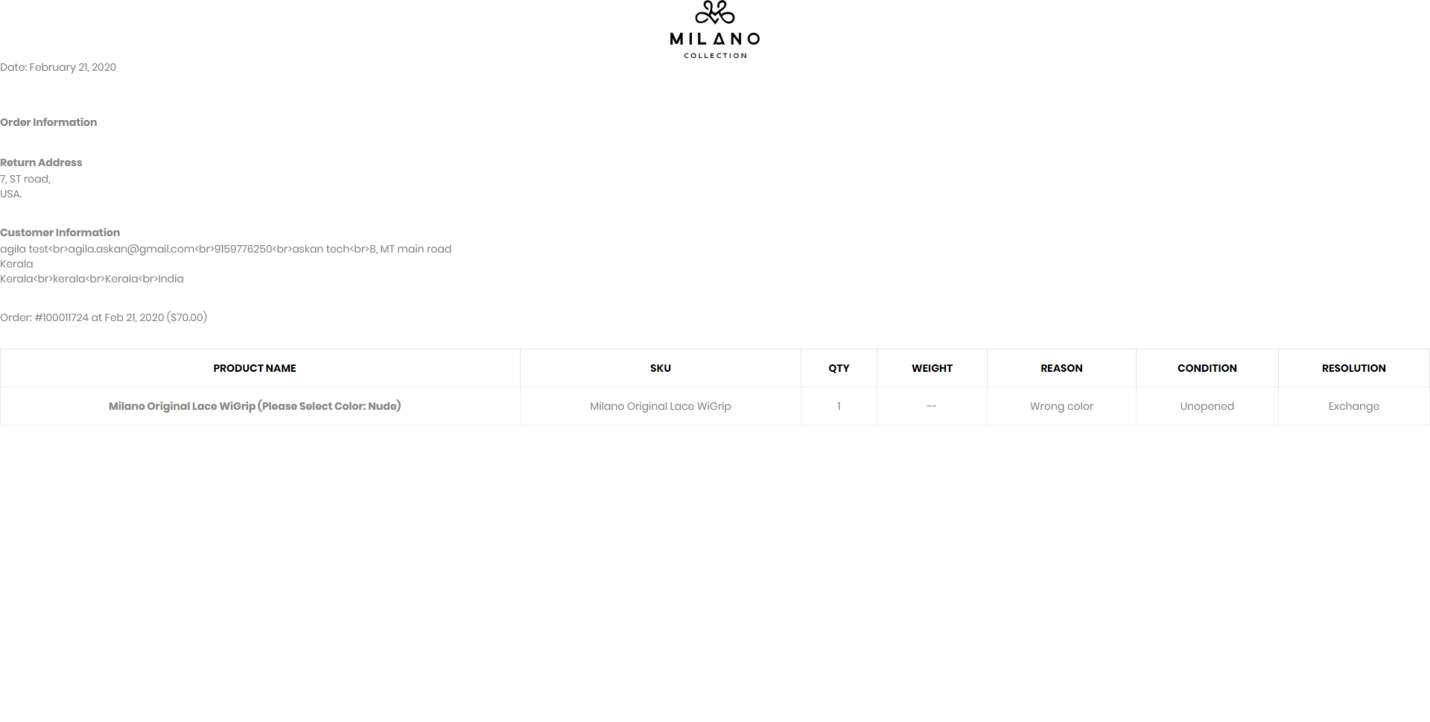 MILANO
COLLECTION
Date: February 21, 2020
Order Information
Return Address
7, ST road,
USA.
Customer Information
agila test<br>agila.askan@gmail.com<br>9159776250<br>askan tech<br>8, MT main road
Kerala
Kerala<br>kerala<br>Kerala<br>India
Order: #100011724 at Feb 21, 2020 ($70.00)
PRODUCT NAME SKU QTY WEIGHT REASON CONDITION RESOLUTION
Milano Original Lace WiGrip (Please Select Color: Nude) Milano Original Lace WiGrip 1 -- Wrong color Unopened Exchange